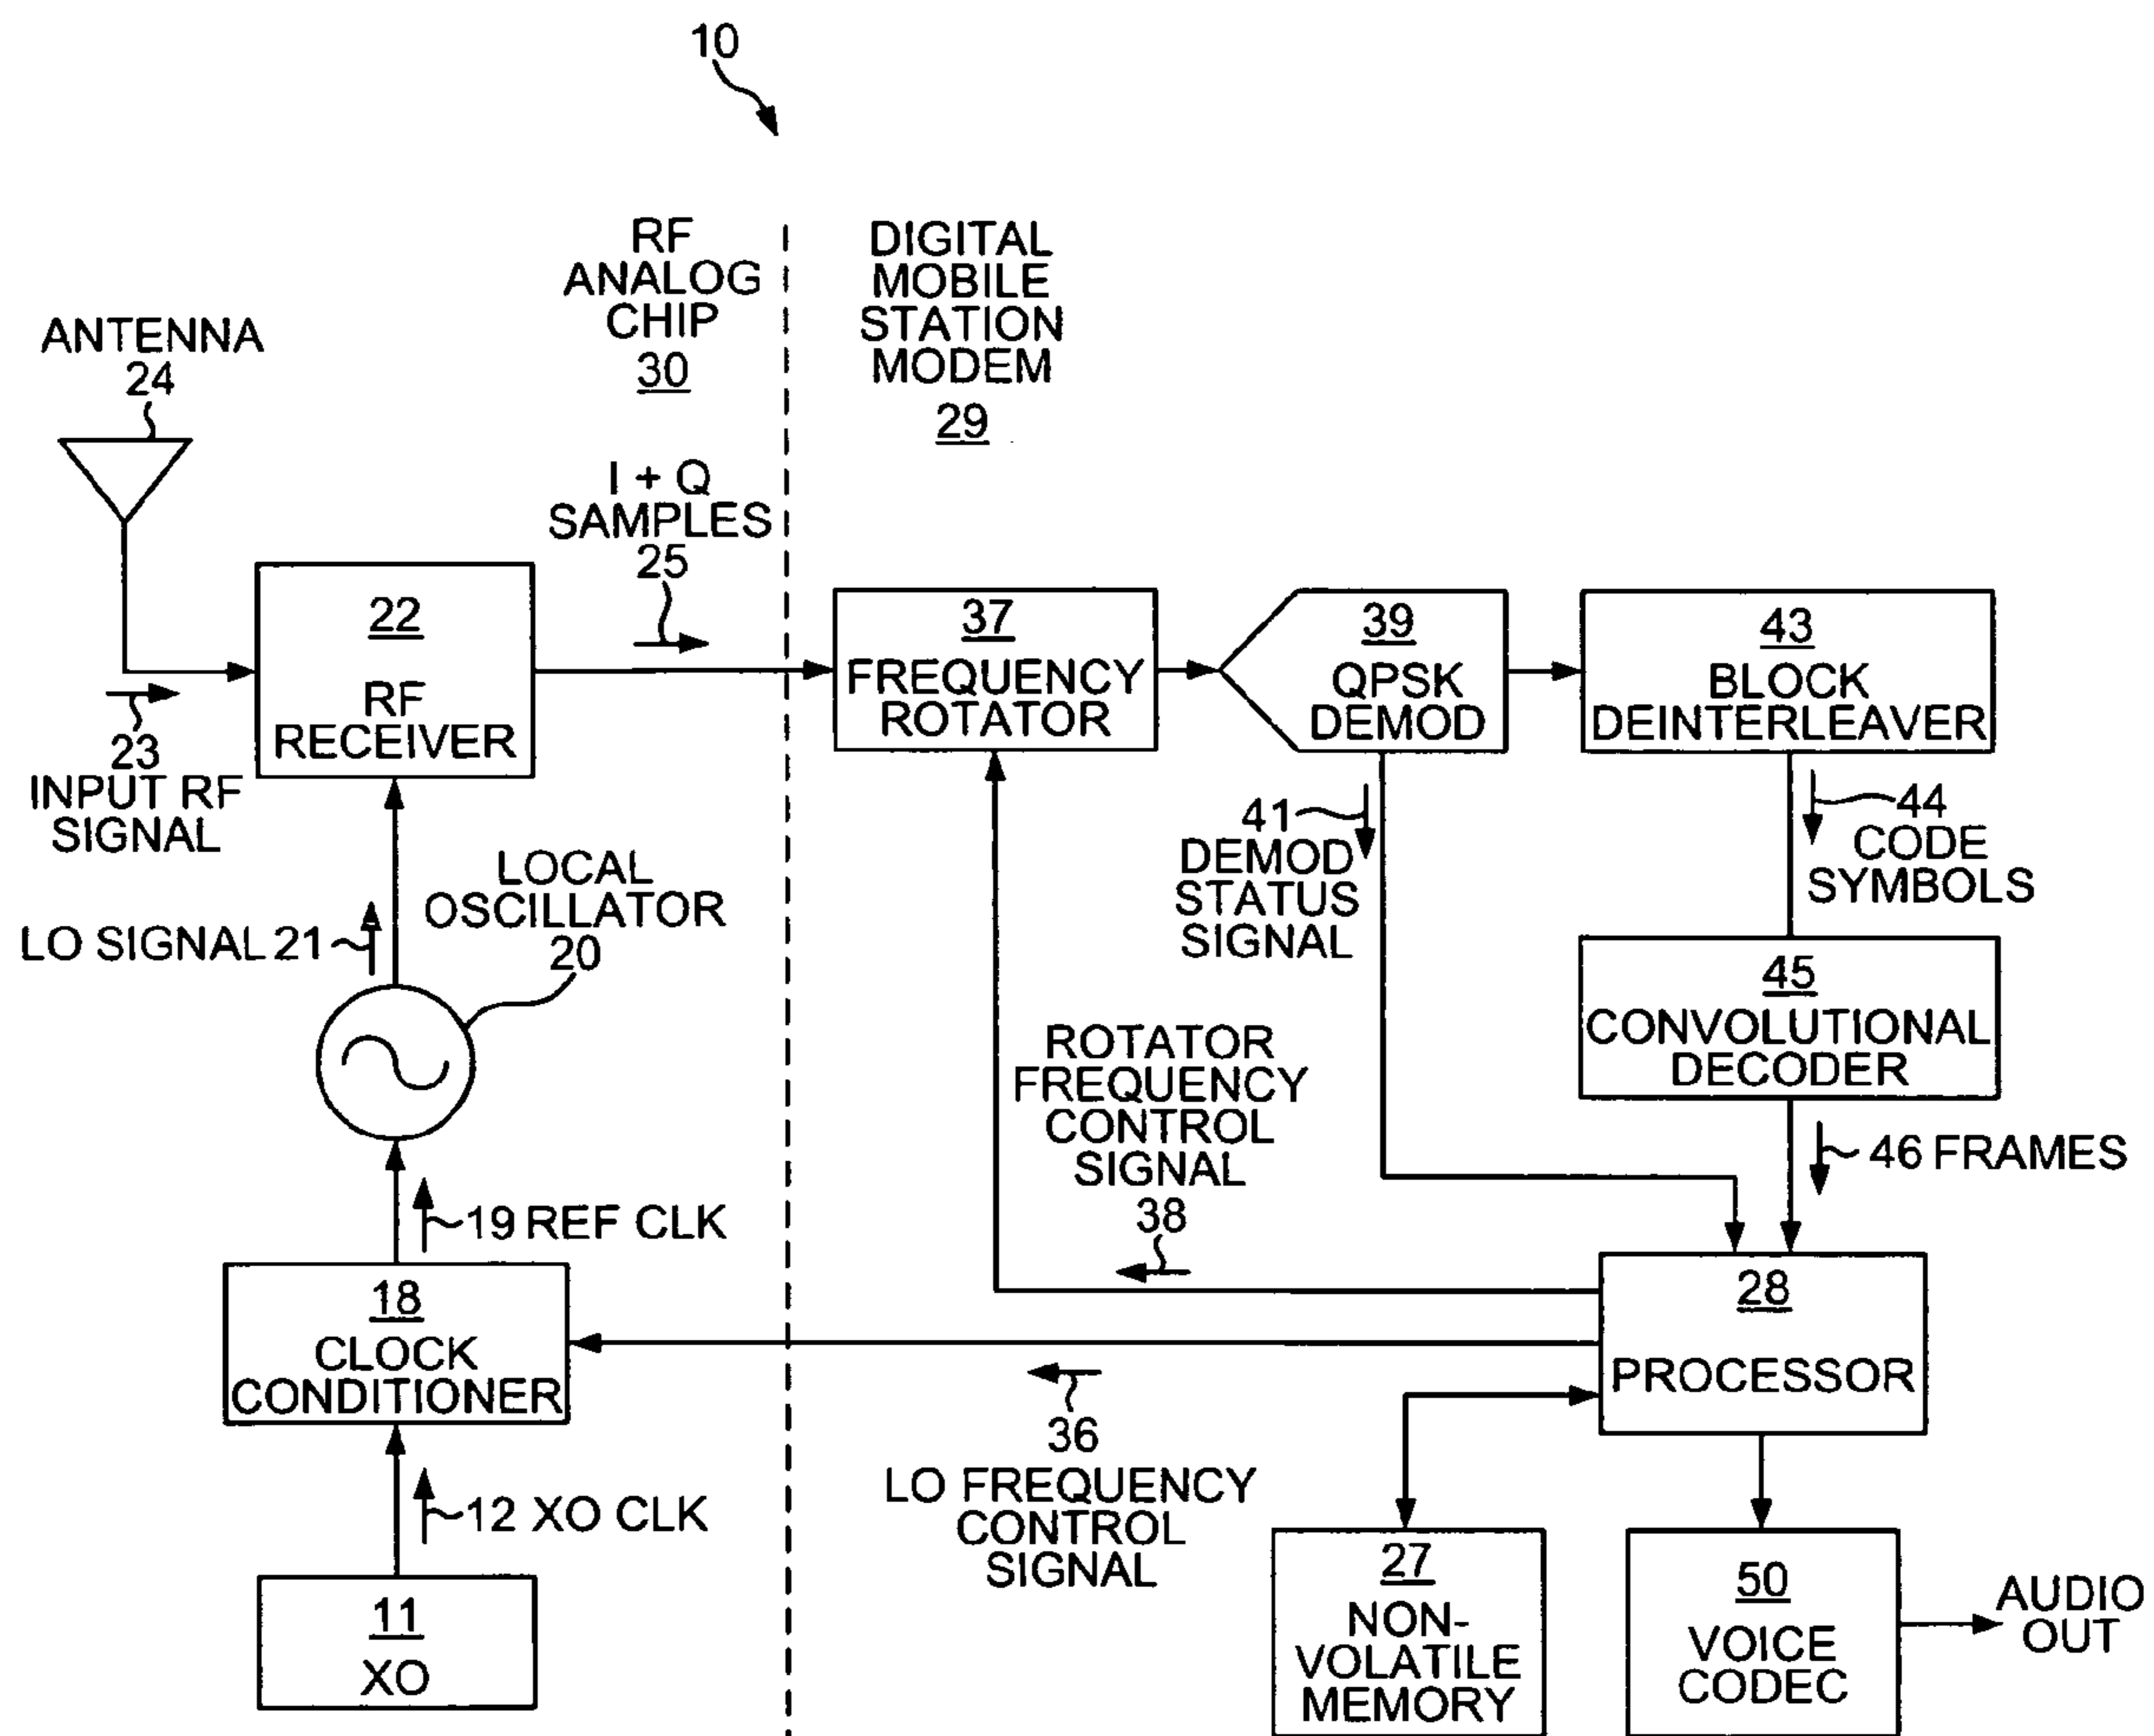 10
RF
ANALOG
CHIP
30
DIGITAL
MOBILE
STATION
MODEM
29
ANTENNA
24
I + Q
SAMPLES
25
23
INPUT RF
SIGNAL
22
RF
RECEIVER
37
FREQUENCY
ROTATOR
39
QPSK
DEMOD
43
BLOCK
DEINTERLEAVER
41
DEMOD
STATUS
SIGNAL
44
CODE
SYMBOLS
LOCAL
OSCILLATOR
20
LO SIGNAL 21
45
CONVOLUTIONAL
DECODER
ROTATOR
FREQUENCY
CONTROL
SIGNAL
38
46 FRAMES
19 REF CLK
18
CLOCK
CONDITIONER
28
PROCESSOR
36
LO FREQUENCY
CONTROL
SIGNAL
12 XO CLK
11
XO
27
NON-
VOLATILE
MEMORY
50
VOICE
CODEC
AUDIO
OUT